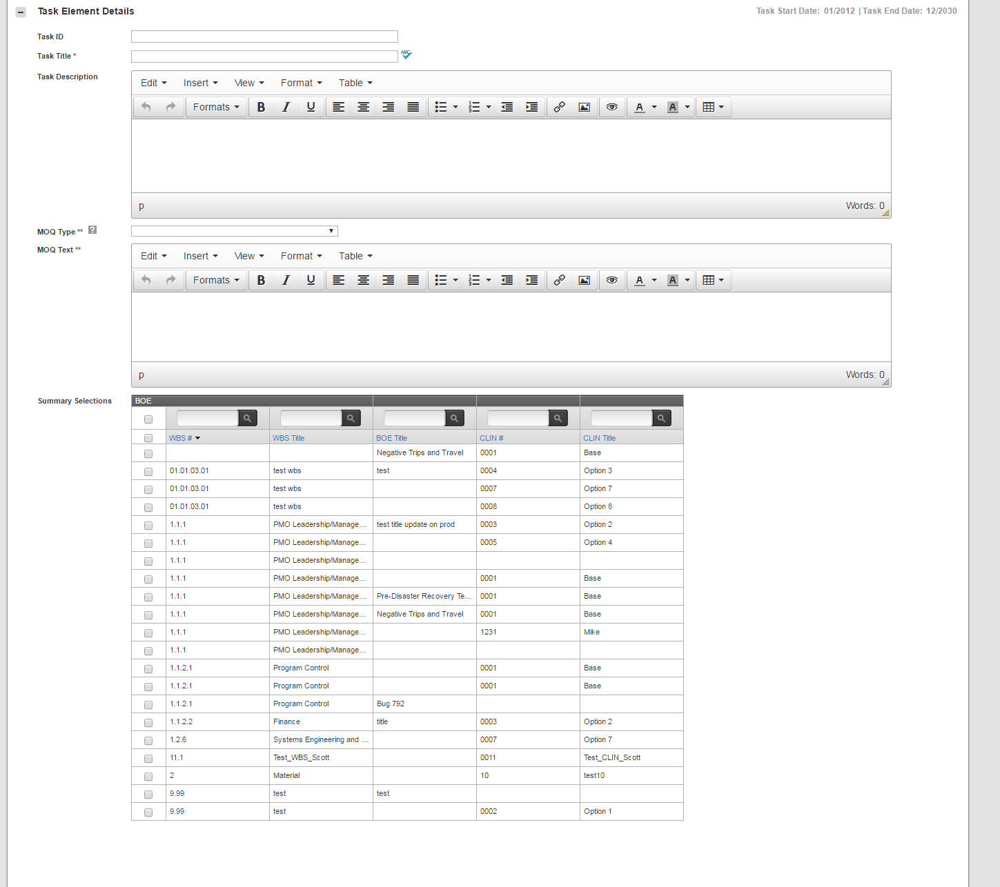 Task Element Details
Task Start Date: 01/2012 | Task End Date: 12/2030
Task ID
Task Title *
ABC
Task Description
Edit Insert View Format Table
Formats B I U A A
p
Words: 0
MOQ Type ** ?
MOQ Text **
Edit Insert View Format Table
Formats B I U A A
p
Words: 0
Summary Selections
BOE
WBS # WBS Title BOE Title CLIN # CLIN Title
Negative Trips and Travel 0001 Base
01.01.03.01 test wbs test 0004 Option 3
01.01.03.01 test wbs 0007 Option 7
01.01.03.01 test wbs 0008 Option 8
1.1.1 PMO Leadership/Manage... test title update on prod 0003 Option 2
1.1.1 PMO Leadership/Manage... 0005 Option 4
1.1.1 PMO Leadership/Manage...
1.1.1 PMO Leadership/Manage... 0001 Base
1.1.1 PMO Leadership/Manage... Pre-Disaster Recovery Te... 0001 Base
1.1.1 PMO Leadership/Manage... Negative Trips and Travel 0001 Base
1.1.1 PMO Leadership/Manage... 1231 Mike
1.1.1 PMO Leadership/Manage...
1.1.2.1 Program Control 0001 Base
1.1.2.1 Program Control 0001 Base
1.1.2.1 Program Control Bug 792
1.1.2.2 Finance title 0003 Option 2
1.2.6 Systems Engineering and ... 0007 Option 7
11.1 Test_WBS_Scott 0011 Test_CLIN_Scott
2 Material 10 test10
9.99 test test
9.99 test 0002 Option 1